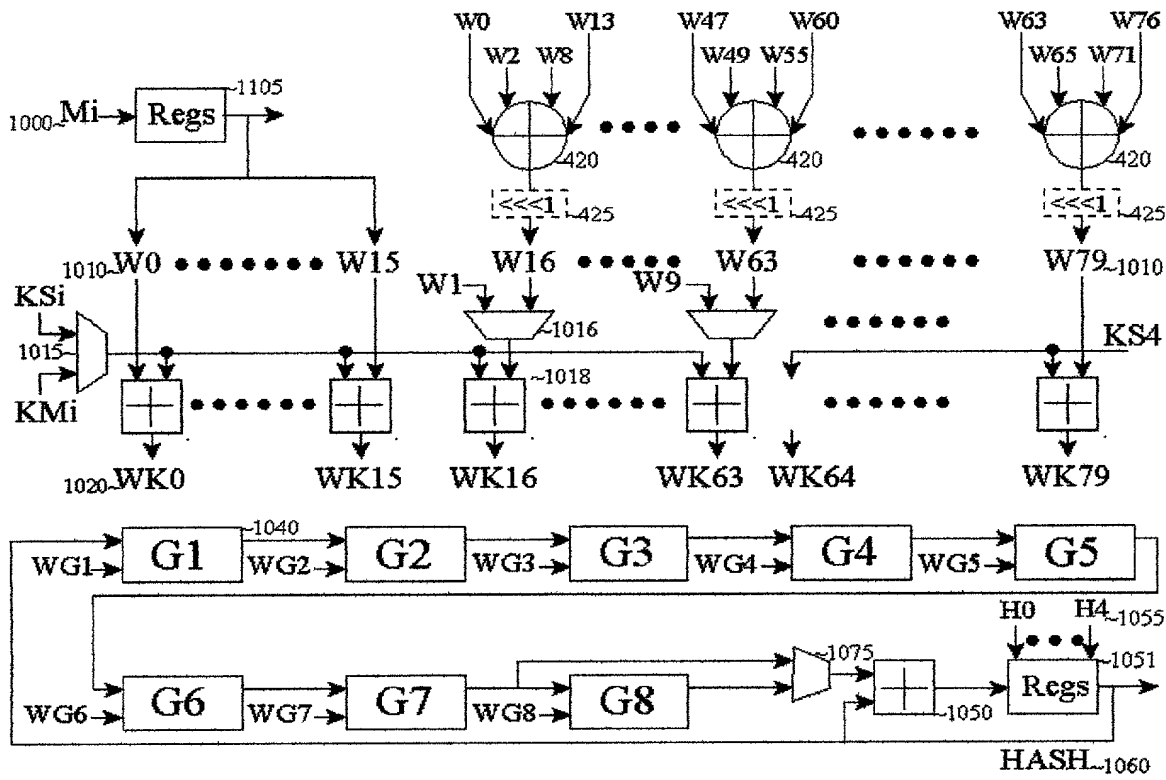 W0 W13 W47 W60 W63 W76
W2 W8 W49 W55 W65 W71
1105
1000 Mi Regs
420 420 420
<<<1 425 <<<1 425 <<<1 425
1010 W0 W15 W16 W63 W79 1010
W1 W9
KSi
1016
1015 KS4
KMi 1018
1020 WK0 WK15 WK16 WK63 WK64 WK79
1040
G1 G2 G3 G4 G5
WG1 WG2 WG3 WG4 WG5
H0 H4 1055
1075 1051
G6 G7 G8 Regs
WG6 WG7 WG8 1050
HASH 1060